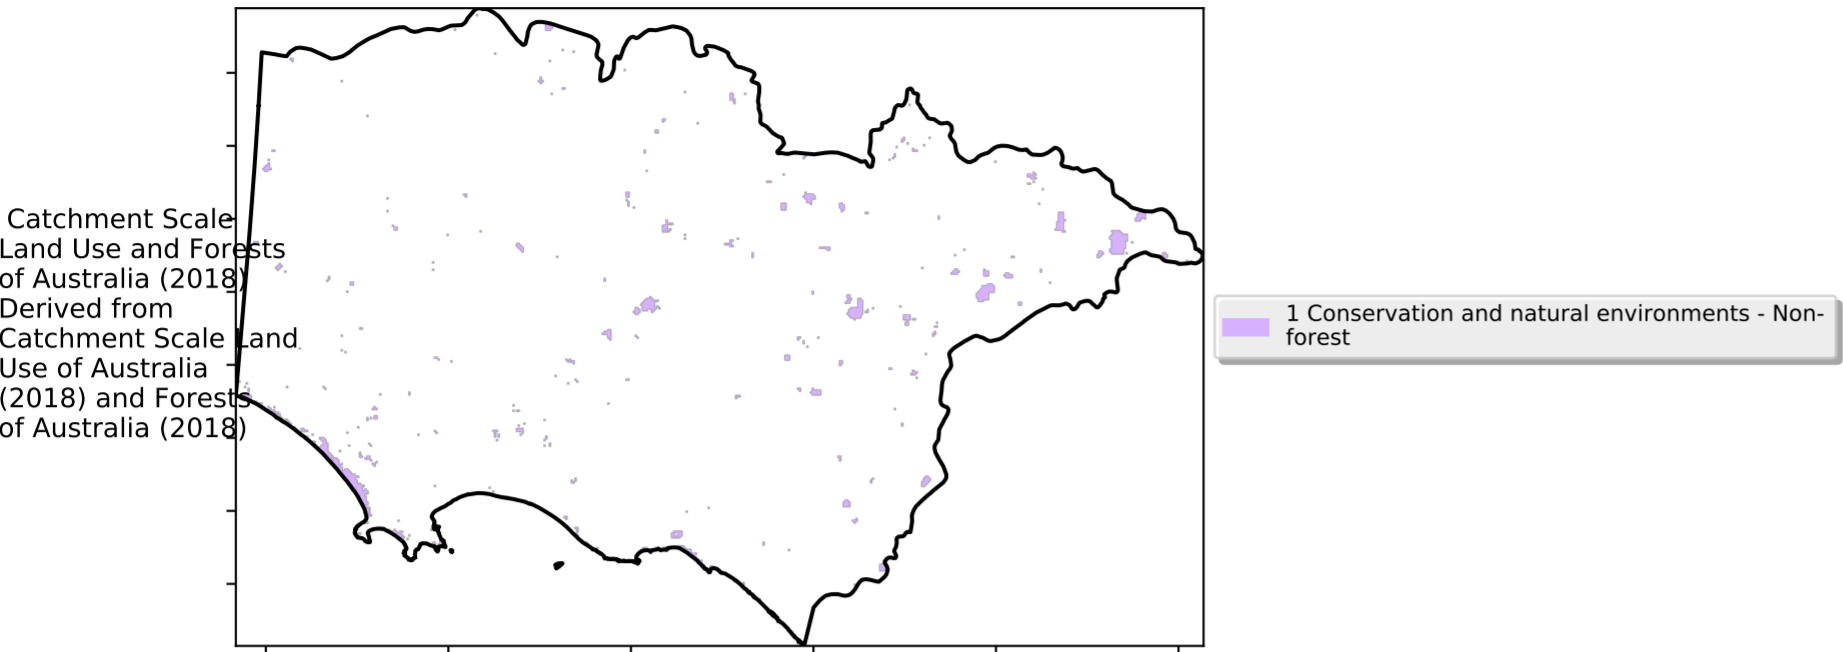 Catchment Scale
Land Use and Forests
of Australia (2018)
Derived from
Catchment Scale Land
Use of Australia
(2018) and Forests
of Australia (2018)
1 Conservation and natural environments - Non-
forest